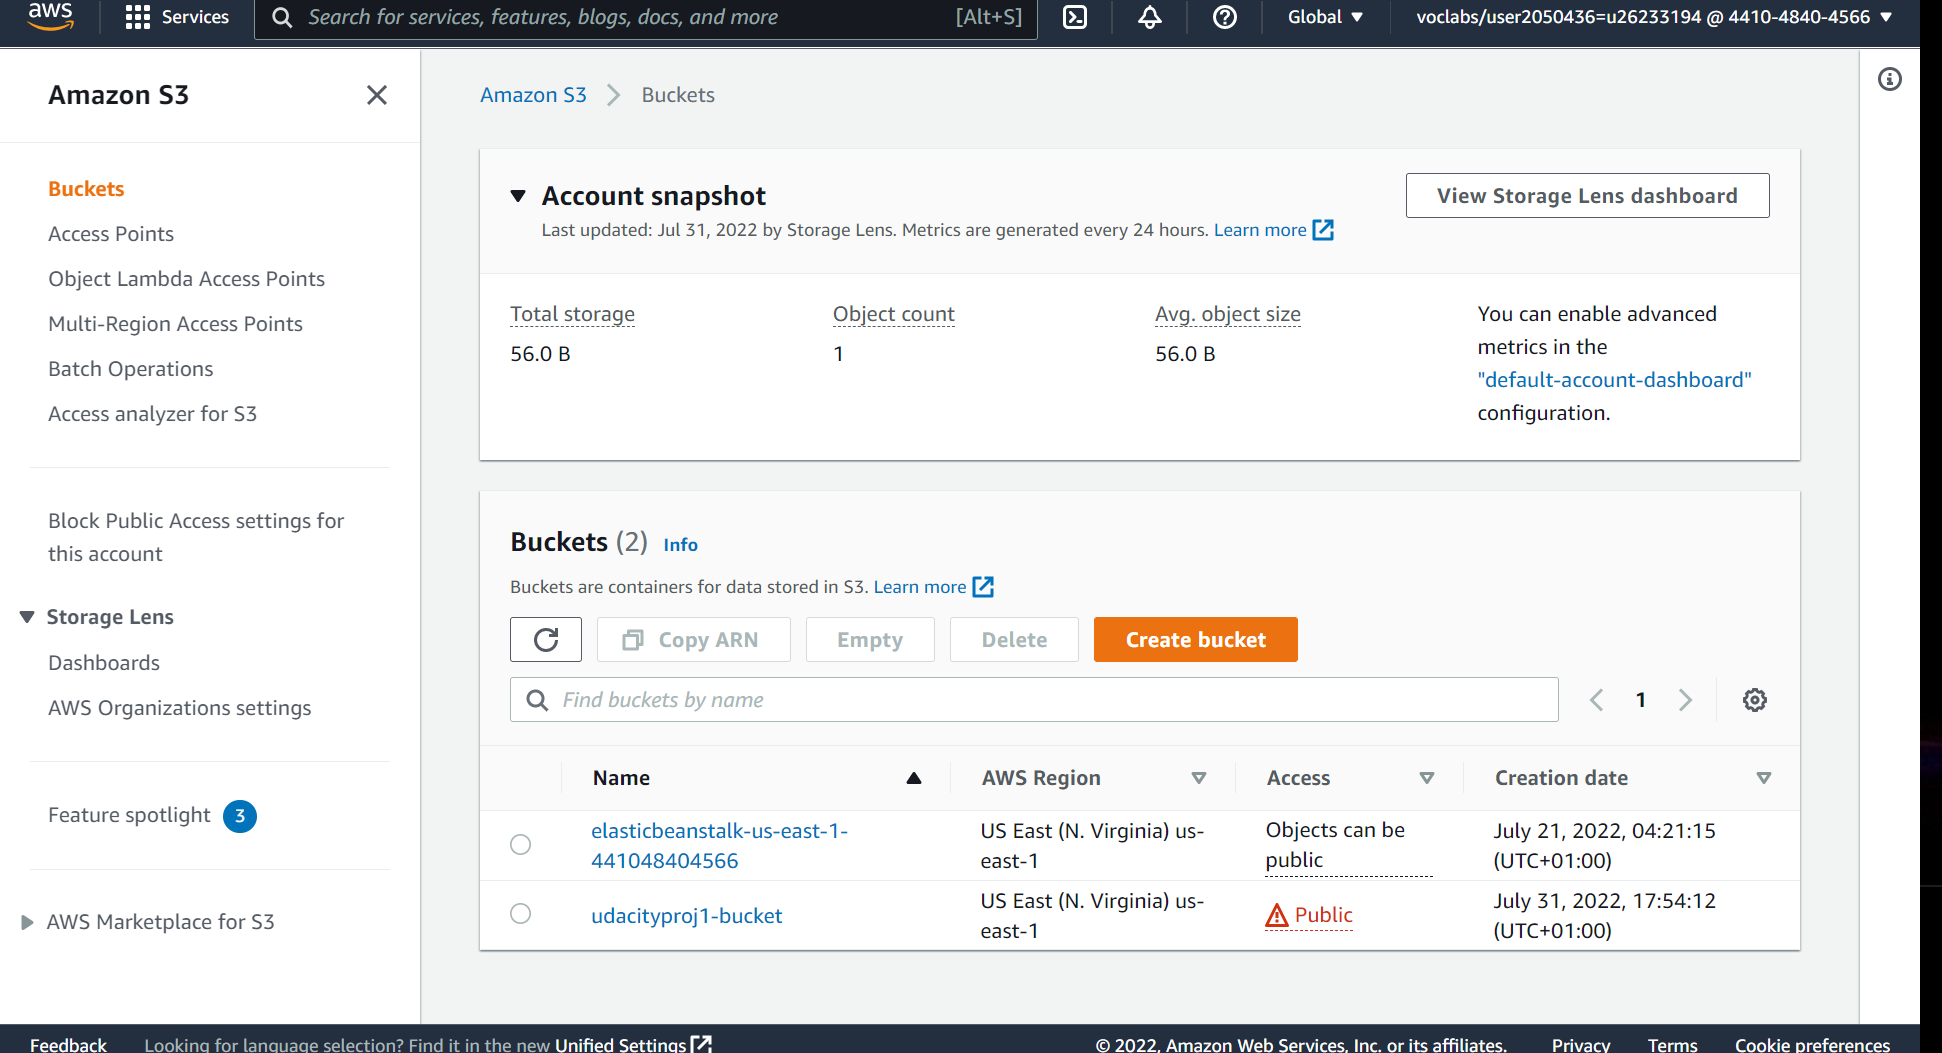 aws
Services
Search for services, features, blogs, docs, and more
[Alt+S]
Global
voclabs/user2050436=u26233194 @ 4410-4840-4566
Amazon S3
Buckets
Access Points
Object Lambda Access Points
Multi-Region Access Points
Batch Operations
Access analyzer for S3
Block Public Access settings for
this account
Storage Lens
Dashboards
AWS Organizations settings
Feature spotlight 3
AWS Marketplace for S3
Amazon S3
Buckets
Account snapshot
Last updated: Jul 31, 2022 by Storage Lens. Metrics are generated every 24 hours. Learn more
View Storage Lens dashboard
Total storage
56.0 B
Object count
1
Avg. object size
56.0 B
You can enable advanced
metrics in the
"default-account-dashboard"
configuration.
Buckets (2) Info
Buckets are containers for data stored in S3. Learn more
Copy ARN
Empty
Delete
Create bucket
Find buckets by name
1
Name
AWS Region
Access
Creation date
elasticbeanstalk-us-east-1-
441048404566
US East (N. Virginia) us-
east-1
Objects can be
public
July 21, 2022, 04:21:15
(UTC+01:00)
udacityproj1-bucket
US East (N. Virginia) us-
east-1
Public
July 31, 2022, 17:54:12
(UTC+01:00)
Feedback
Looking for language selection? Find it in the new Unified Settings
© 2022, Amazon Web Services, Inc. or its affiliates.
Privacy
Terms
Cookie preferences